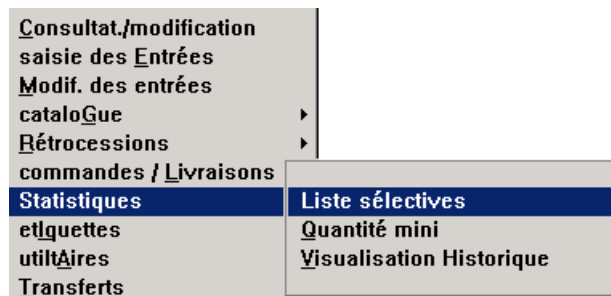 Consultat./modification
saisie des Entrées
Modif. des entrées
cataloGue
Rétrocessions
commandes / Livraisons
Statistiques
Liste sélectives
etIquettes
Quantité mini
utiltAires
Visualisation Historique
Transferts